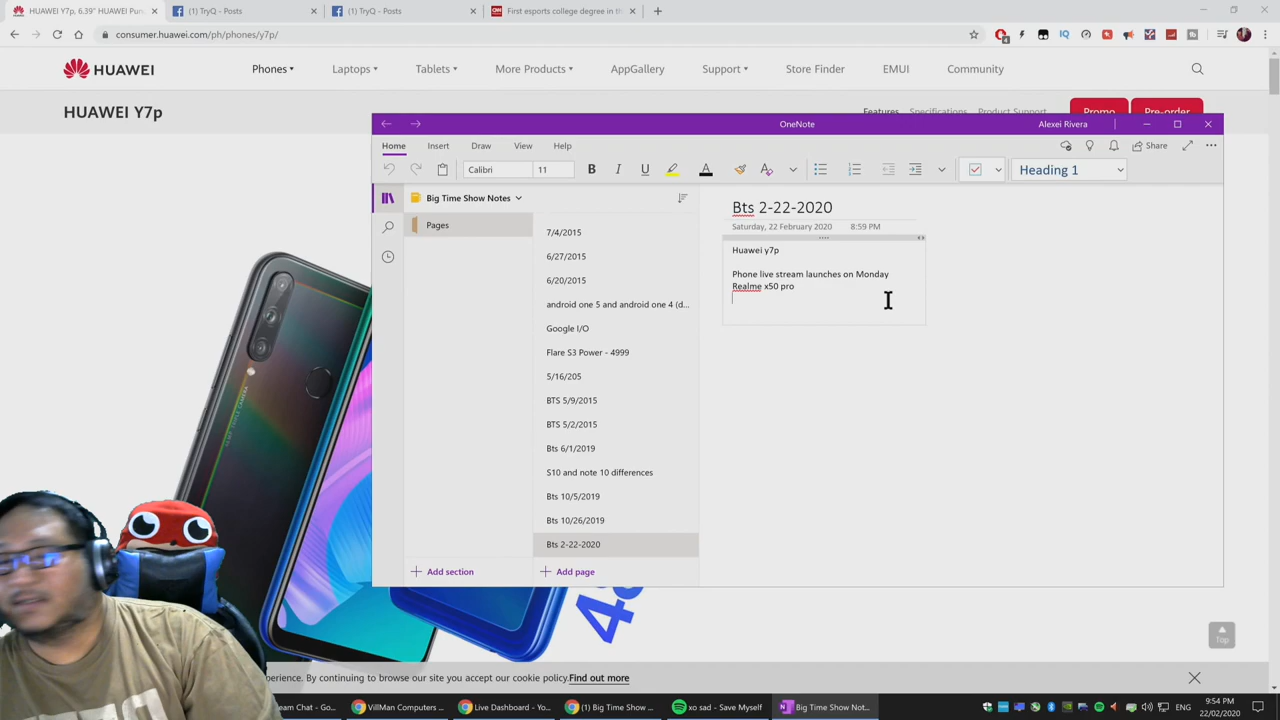 HUAWEI Y7p, 6.39" HUAWEI Pun
(1) TryQ - Posts
(1) TryQ - Posts
First esports college degree in th
consumer.huawei.com/ph/phones/y7p/
HUAWEI
Phones
Laptops
Tablets
More Products
AppGallery
Support
Store Finder
EMUI
Community
HUAWEI Y7p
Features
Specifications
Product Support
Promo
Pre-order
OneNote
Alexei Rivera
Home
Insert
Draw
View
Help
Share
Calibri
11
B
I
U
A
Heading 1
Big Time Show Notes
Pages
7/4/2015
6/27/2015
6/20/2015
android one 5 and android one 4 (d...
Google I/O
Flare S3 Power - 4999
5/16/205
BTS 5/9/2015
BTS 5/2/2015
Bts 6/1/2019
S10 and note 10 differences
Bts 10/5/2019
Bts 10/26/2019
Bts 2-22-2020
Add section
Add page
Bts 2-22-2020
Saturday, 22 February 2020
8:59 PM
Huawei y7p
Phone live stream launches on Monday
Realme x50 pro
Top
perience. By continuing to browse our site you accept our cookie policy.Find out more
eam Chat - Go...
VillMan Computers ...
Live Dashboard - Yo...
(1) Big Time Show ...
xo sad - Save Myself
Big Time Show Not...
ENG
9:54 PM
22/02/2020